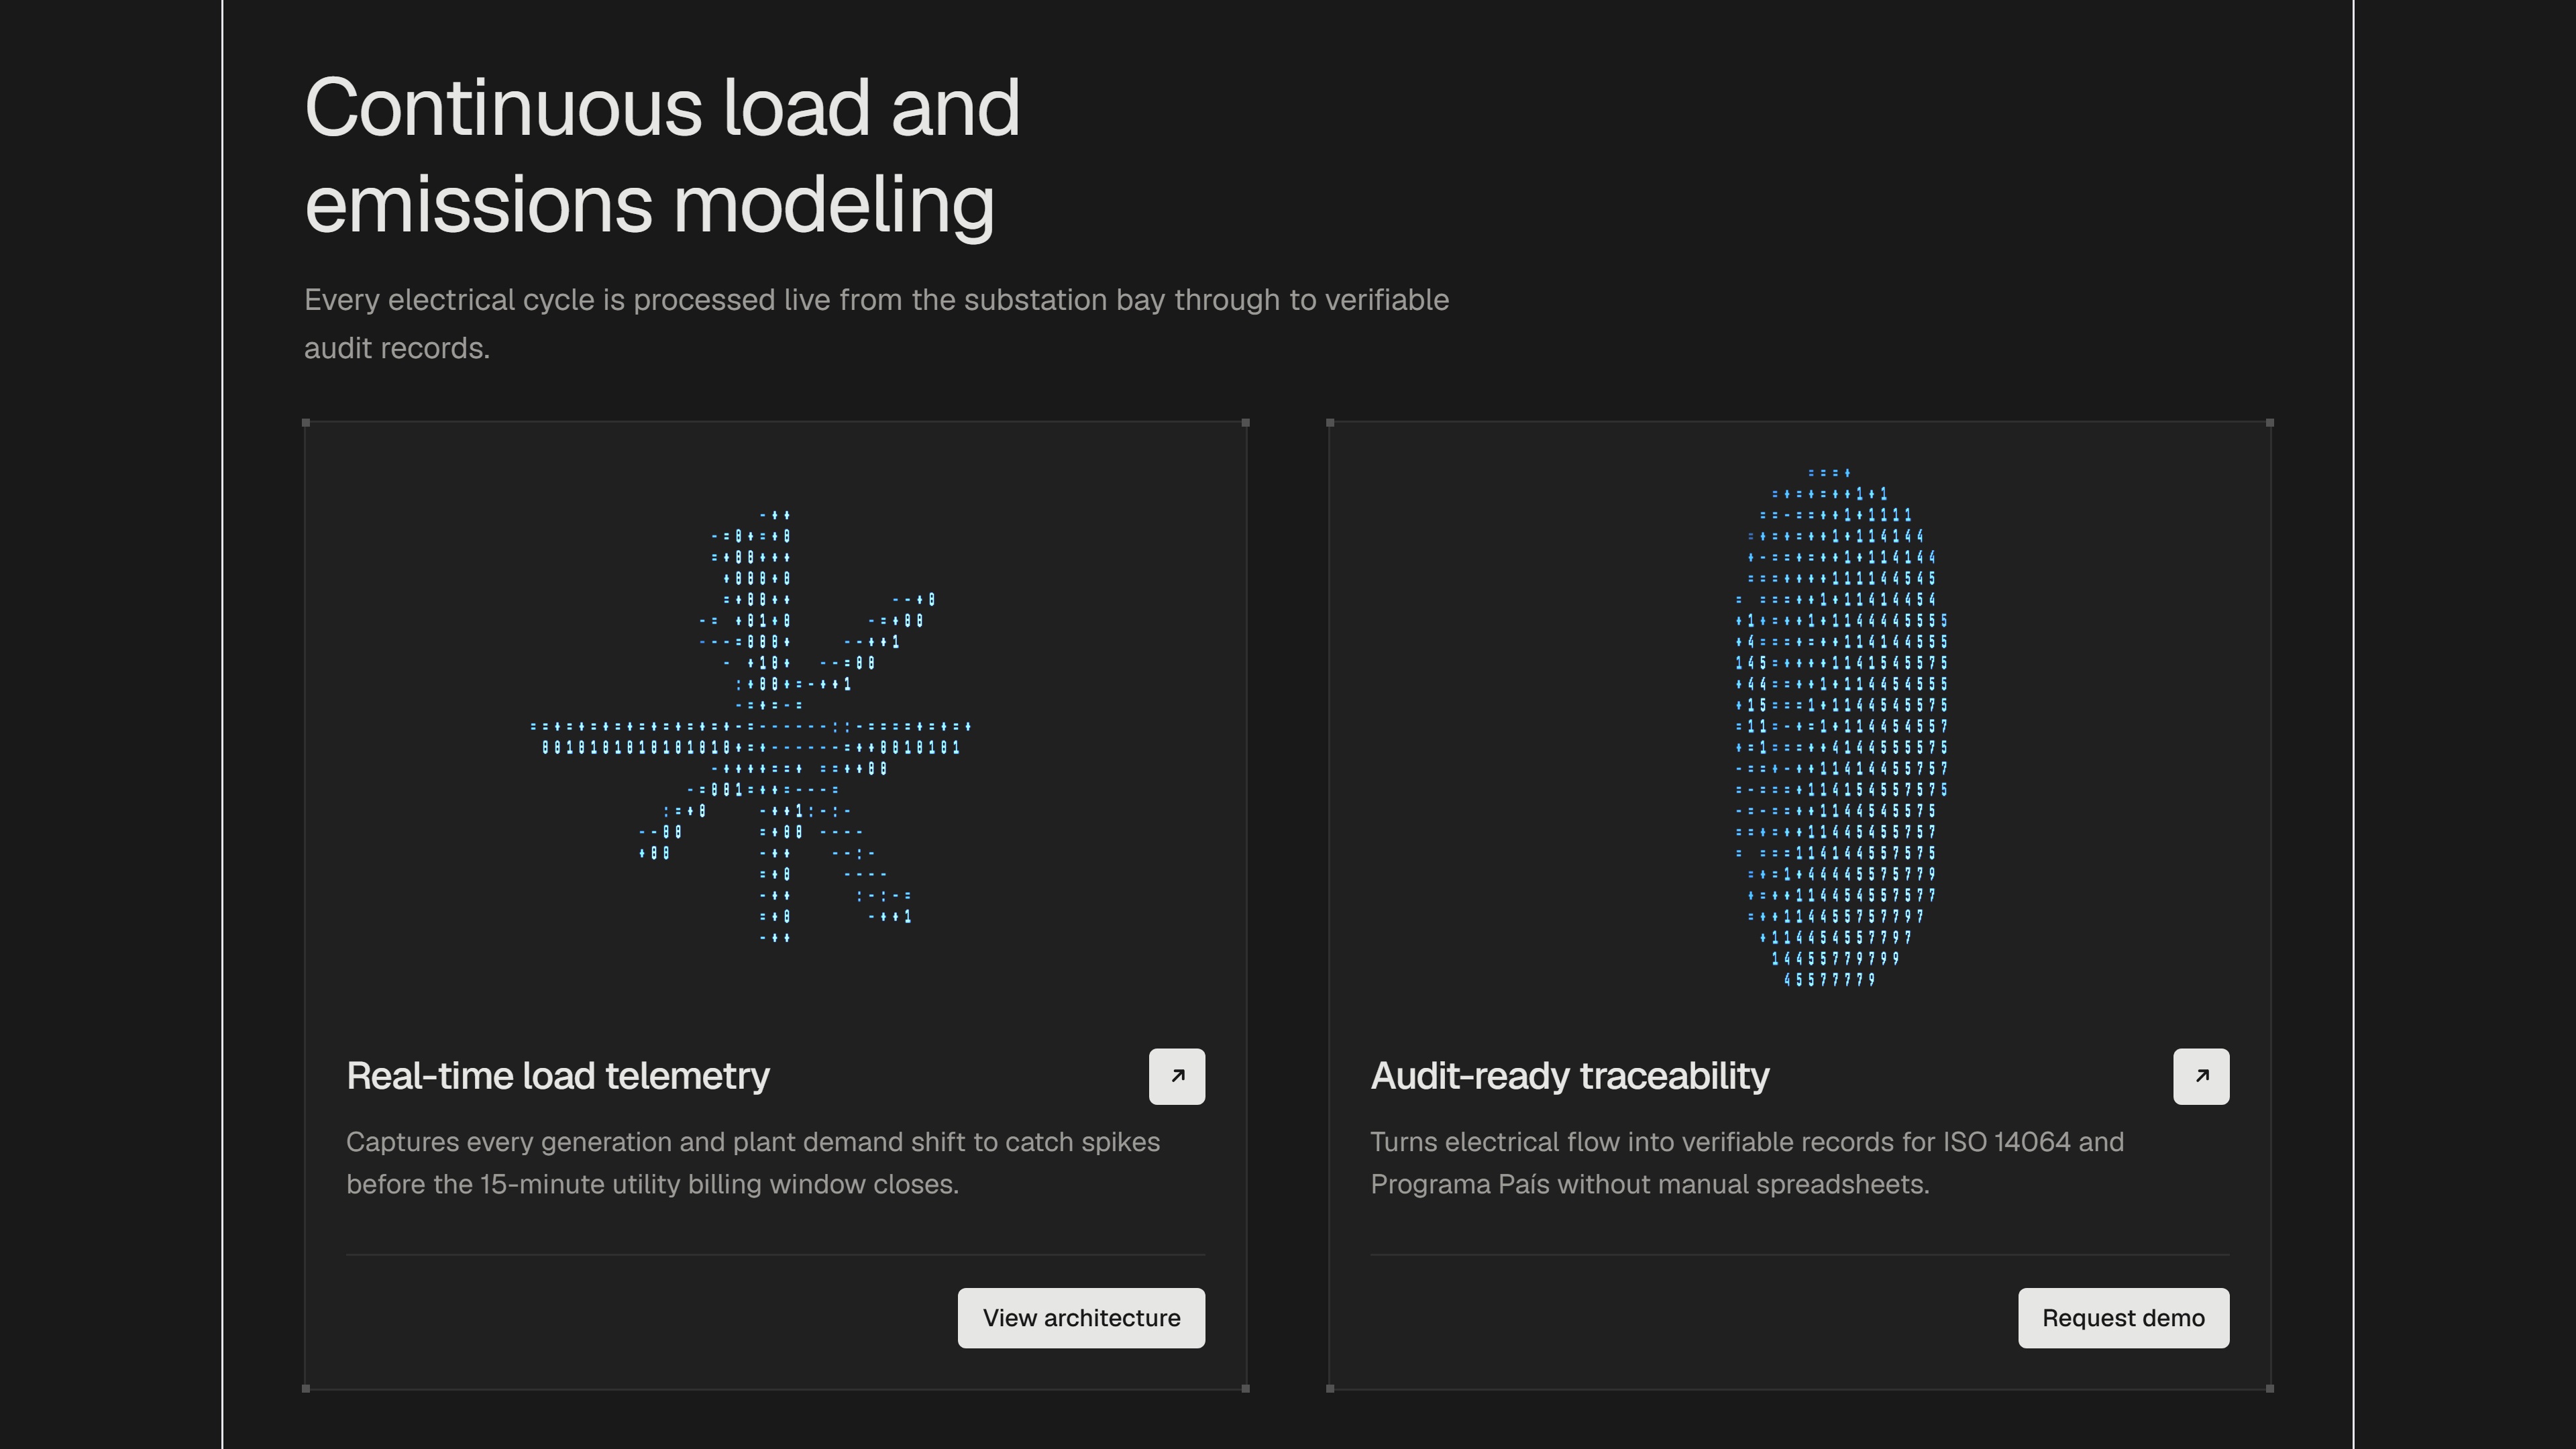 Continuous load and
emissions modeling
Every electrical cycle is processed live from the substation bay through to verifiable
audit records.
Real-time load telemetry
Captures every generation and plant demand shift to catch spikes
before the 15-minute utility billing window closes.
View architecture
Audit-ready traceability
Turns electrical flow into verifiable records for ISO 14064 and
Programa País without manual spreadsheets.
Request demo